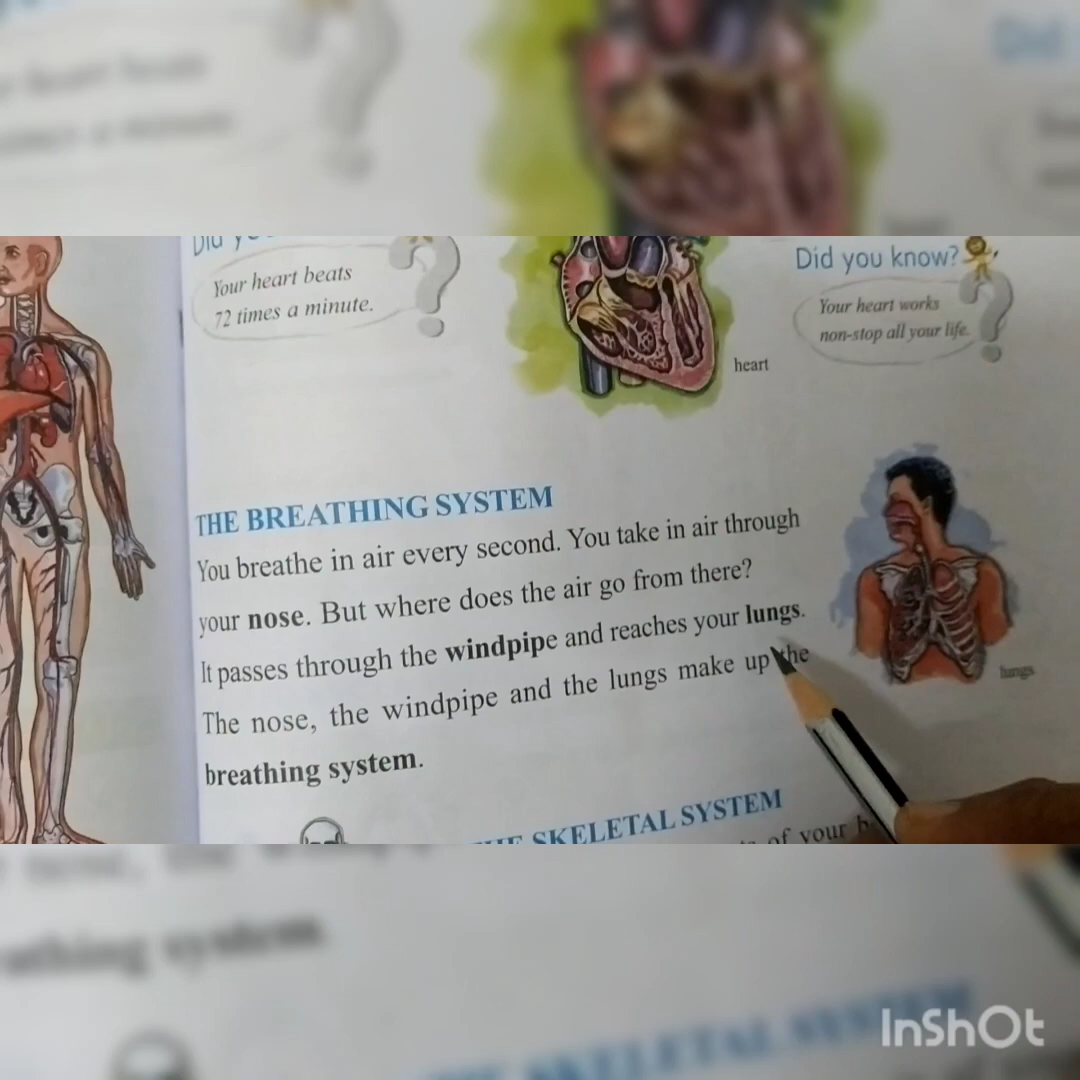 Your heart beats
72 times a minute.
heart
Did you know?
Your heart works
non-stop all your life.
THE BREATHING SYSTEM
You breathe in air every second. You take in air through
your nose. But where does the air go from there?
It passes through the windpipe and reaches your lungs.
The nose, the windpipe and the lungs make up the
breathing system.
lungs
SKELETAL SYSTEM
of your
InShOt